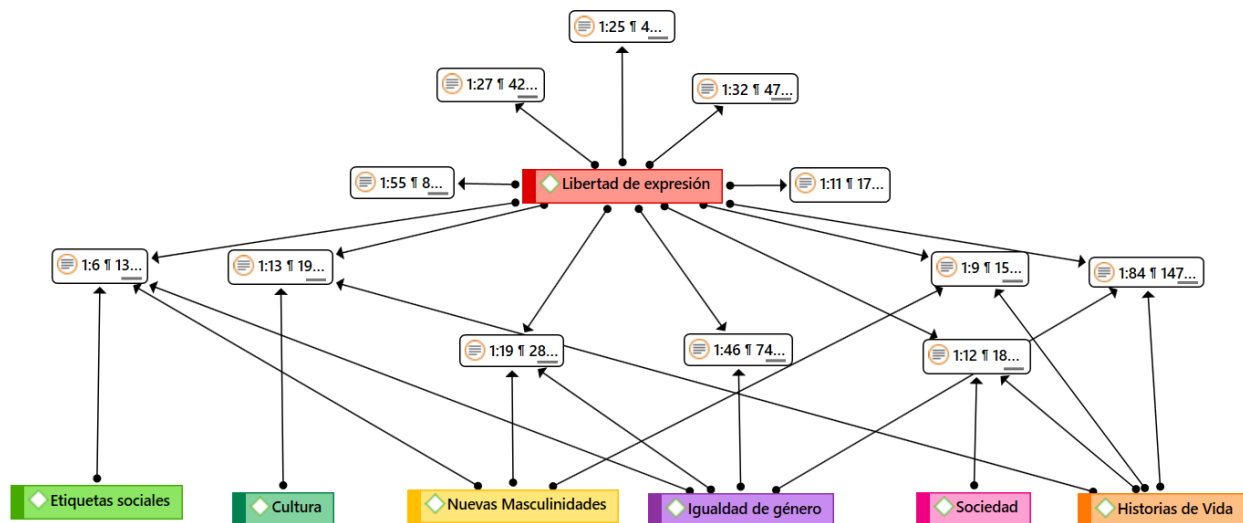 1:25 ¶ 4...
1:27 ¶ 42...
1:32 ¶ 47...
1:55 ¶ 8...
Libertad de expresión
1:11 ¶ 17...
1:6 ¶ 13...
1:13 ¶ 19...
1:9 ¶ 15...
1:84 ¶ 147...
1:19 ¶ 28...
1:46 ¶ 74...
1:12 ¶ 18...
Etiquetas sociales
Cultura
Nuevas Masculinidades
Igualdad de género
Sociedad
Historias de Vida